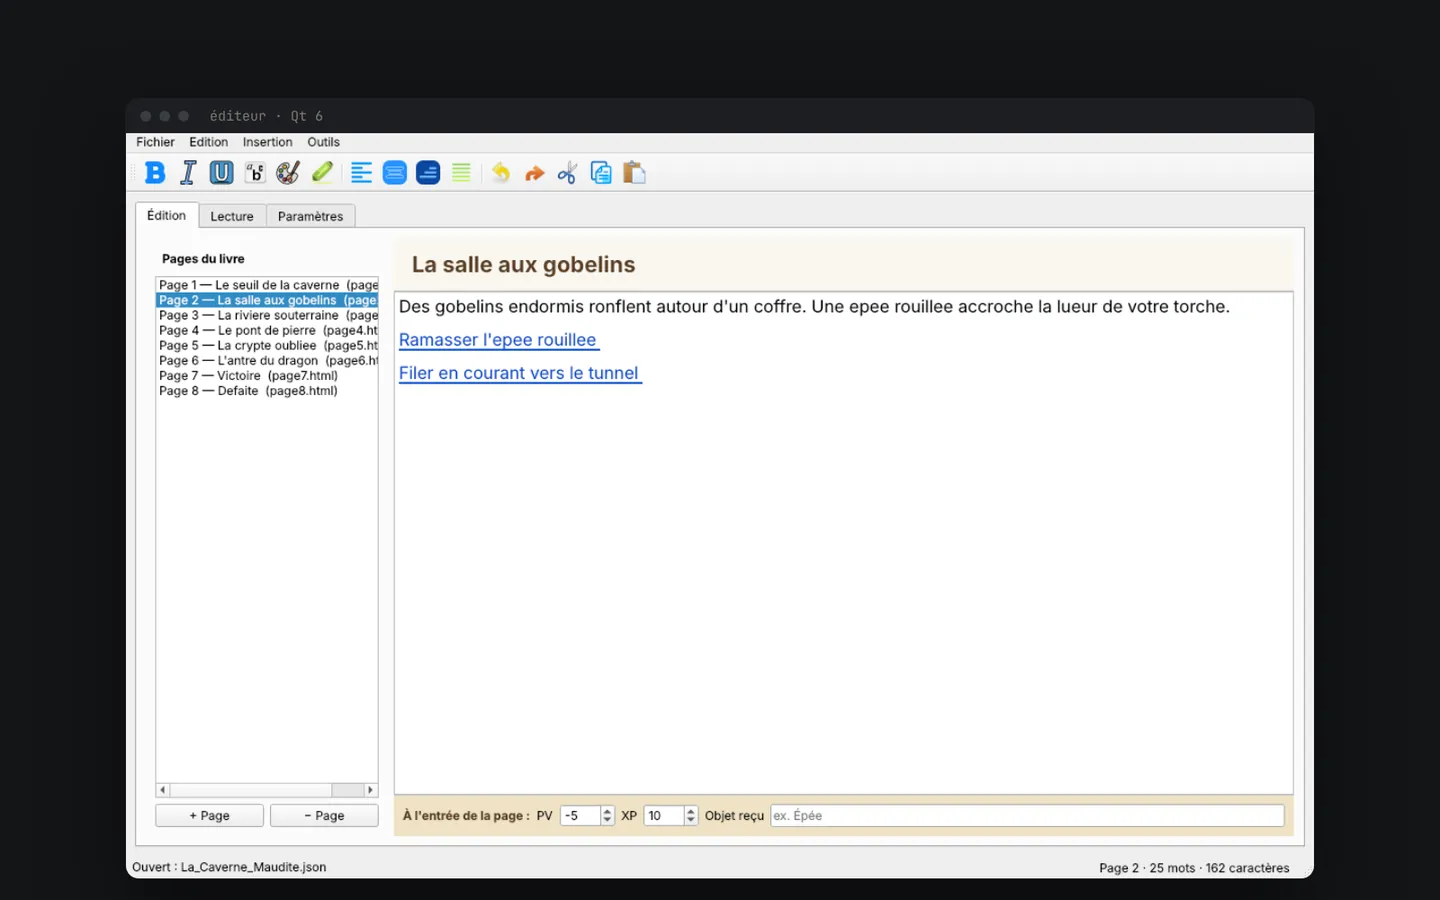 éditeur · Qt 6
Fichier Edition Insertion Outils
B I U a b c
Édition Lecture Paramètres
Pages du livre
Page 1 — Le seuil de la caverne (page
Page 2 — La salle aux gobelins (page
Page 3 — La riviere souterraine (page
Page 4 — Le pont de pierre (page4.ht
Page 5 — La crypte oubliee (page5.ht
Page 6 — L'antre du dragon (page6.ht
Page 7 — Victoire (page7.html)
Page 8 — Defaite (page8.html)
+ Page − Page
La salle aux gobelins
Des gobelins endormis ronflent autour d'un coffre. Une epee rouillee accroche la lueur de votre torche.
Ramasser l'epee rouillee
Filer en courant vers le tunnel
À l'entrée de la page : PV -5 XP 10 Objet reçu ex. Épée
Ouvert : La_Caverne_Maudite.json
Page 2 · 25 mots · 162 caractères